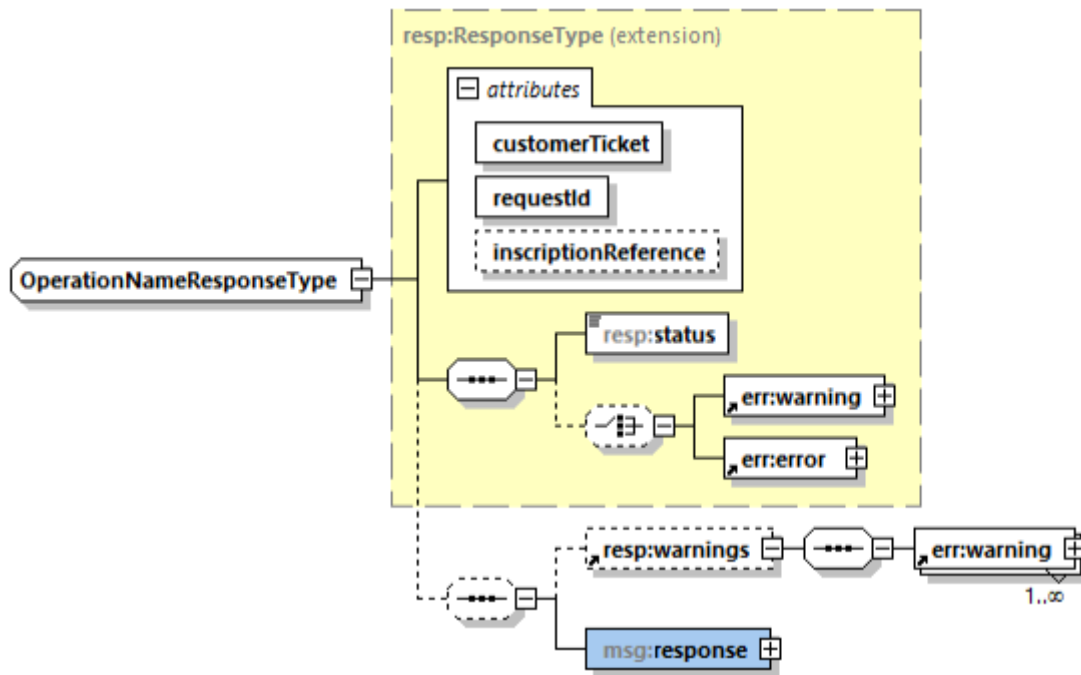 resp:ResponseType (extension)
attributes
customerTicket
requestId
inscriptionReference
OperationNameResponseType
resp:status
err:warning
err:error
resp:warnings
err:warning
1..∞
msg:response